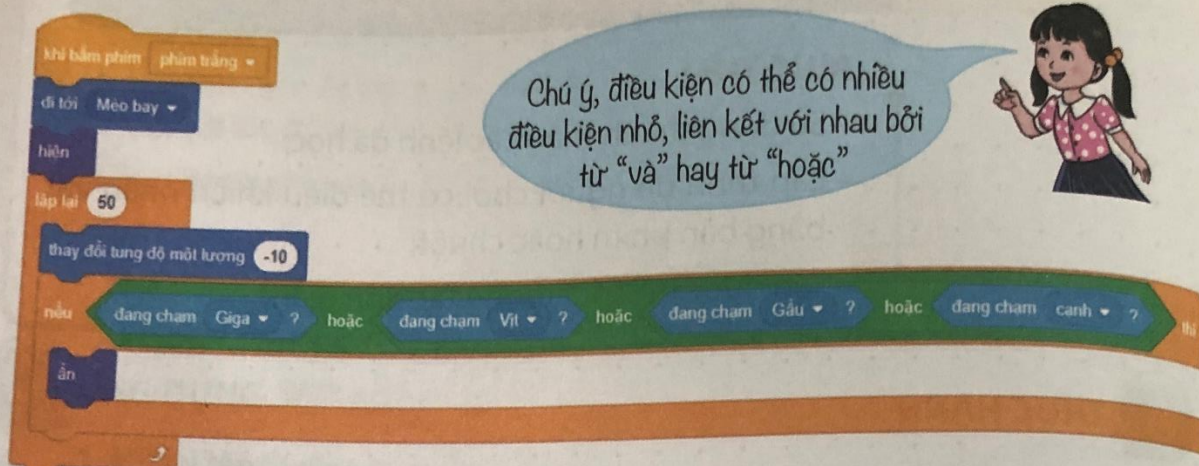 khi bấm phím phím trắng
đi tới Mèo bay
hiện
lặp lại 50
thay đổi tung độ một lượng -10
nếu đang chạm Giga ? hoặc đang chạm Vịt ? hoặc đang chạm Gấu ? hoặc đang chạm cạnh ? thì
ẩn
Chú ý, điều kiện có thể có nhiều
điều kiện nhỏ, liên kết với nhau bởi
từ “và” hay từ “hoặc”